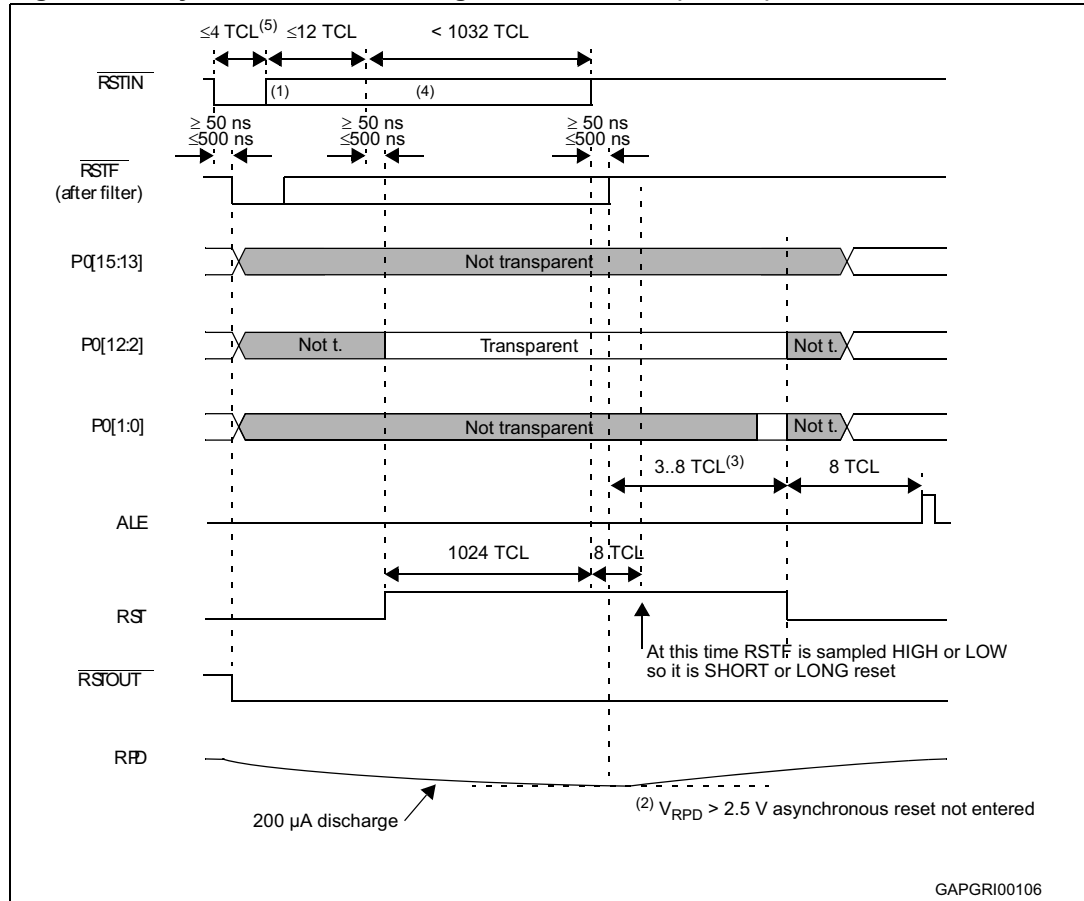 ≤4 TCL(5) ≤12 TCL < 1032 TCL
RSTIN
(1) (4)
≥ 50 ns ≥ 50 ns ≥ 50 ns
≤500 ns ≤500 ns ≤500 ns
RSTF
(after filter)
P0[15:13] Not transparent
P0[12:2] Not t. Transparent Not t.
P0[1:0] Not transparent Not t.
3..8 TCL(3) 8 TCL
ALE
1024 TCL 8 TCL
RST
At this time RSTF is sampled HIGH or LOW
so it is SHORT or LONG reset
RSTOUT
RPD
200 µA discharge
(2) VRPD > 2.5 V asynchronous reset not entered
GAPGRI00106